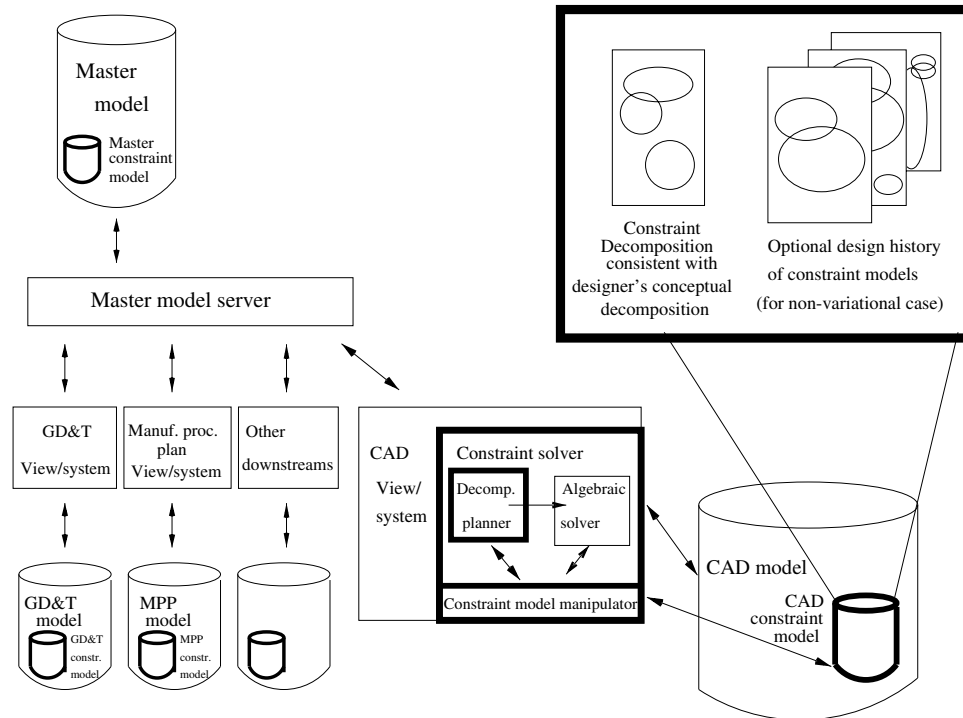 Master
model
Master
constraint
model
Master model server
GD&T
View/system
Manuf. proc.
plan
View/system
Other
downstreams
GD&T
model
GD&T
constr.
model
MPP
model
MPP
constr.
model
CAD
View/
system
Constraint solver
Decomp.
planner
Algebraic
solver
Constraint model manipulator
CAD model
CAD
constraint
model
Constraint
Decomposition
consistent with
designer's conceptual
decomposition
Optional design history
of constraint models
(for non-variational case)